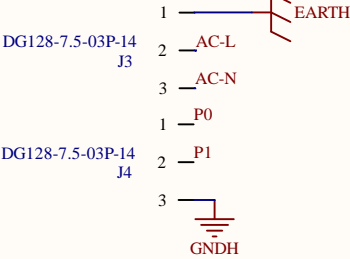 1 EARTH
DG128-7.5-03P-14 2 AC-L
J3
3 AC-N
1 P0
DG128-7.5-03P-14 2 P1
J4
3
GNDH